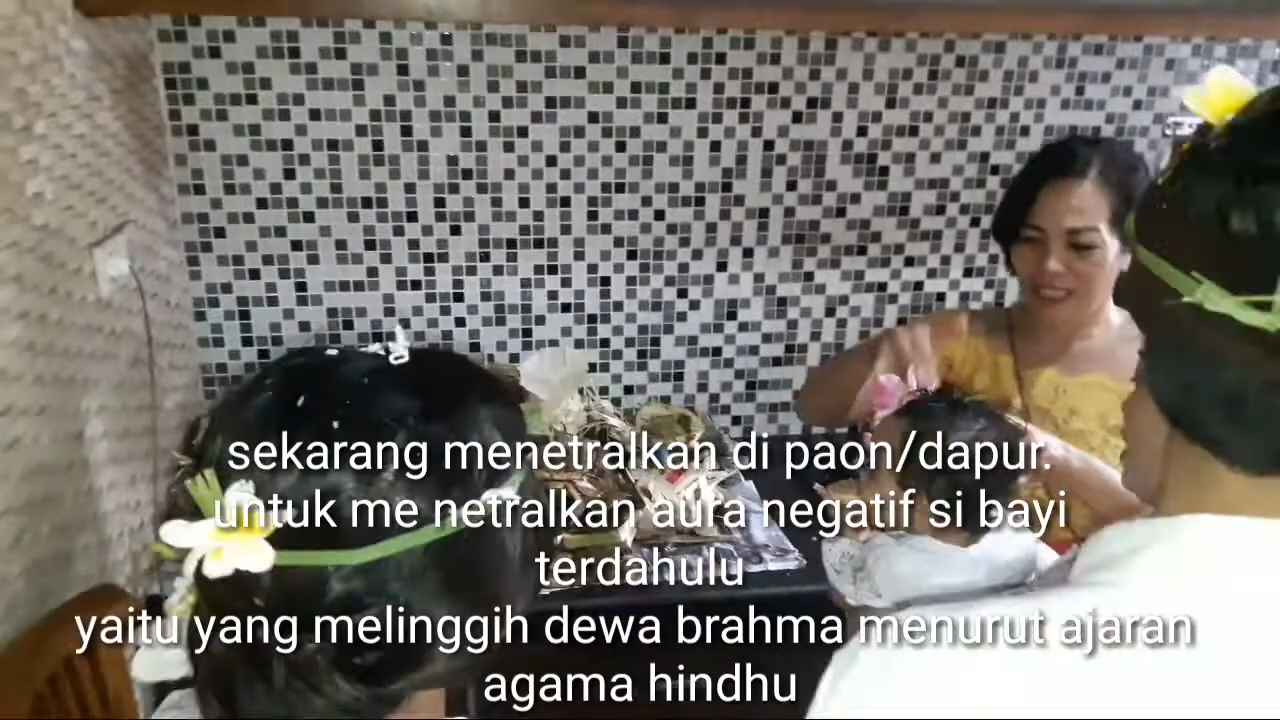 sekarang menetralkan di paon/dapur.
untuk me netralkan aura negatif si bayi
terdahulu
yaitu yang melinggih dewa brahma menurut ajaran
agama hindhu